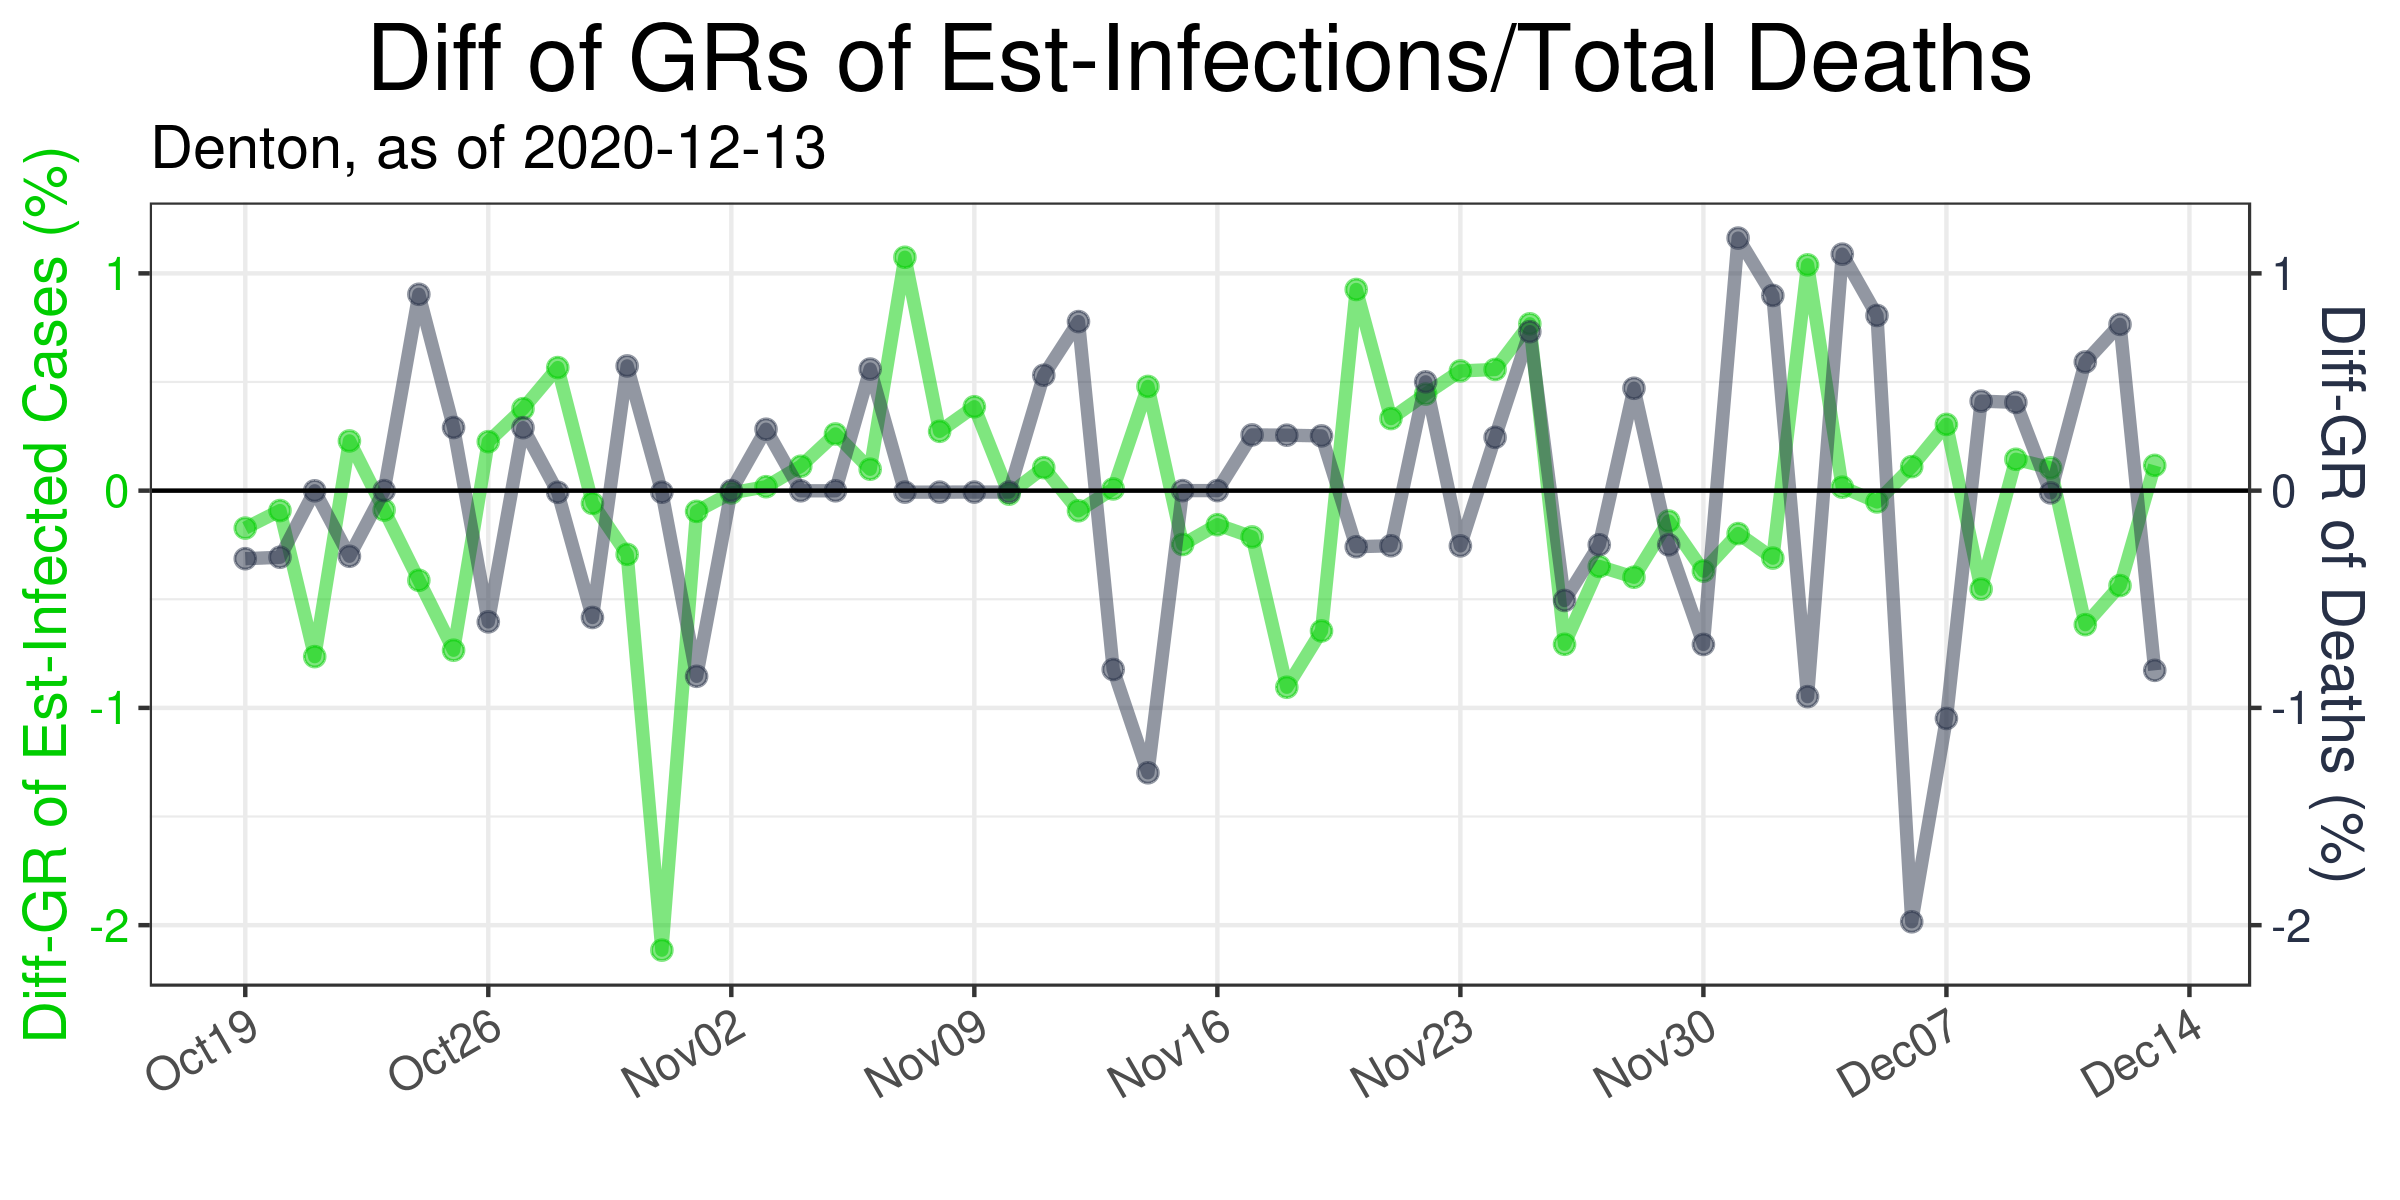 Diff of GRs of Est-Infections/Total Deaths
Denton, as of 2020-12-13
Diff-GR of Est-Infected Cases (%)
1
0
-1
-2
1
0
-1
-2
Diff-GR of Deaths (%)
Oct19
Oct26
Nov02
Nov09
Nov16
Nov23
Nov30
Dec07
Dec14